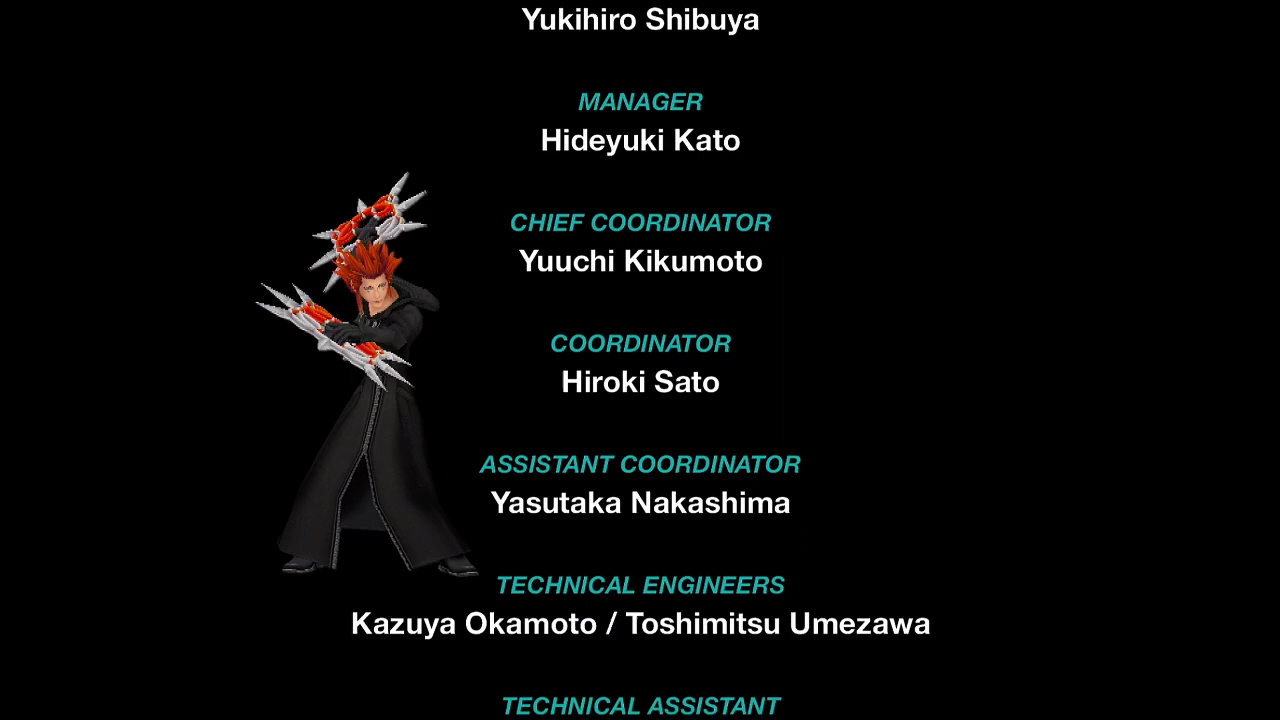 Yukihiro Shibuya
MANAGER
Hideyuki Kato
CHIEF COORDINATOR
Yuuchi Kikumoto
COORDINATOR
Hiroki Sato
ASSISTANT COORDINATOR
Yasutaka Nakashima
TECHNICAL ENGINEERS
Kazuya Okamoto / Toshimitsu Umezawa
TECHNICAL ASSISTANT